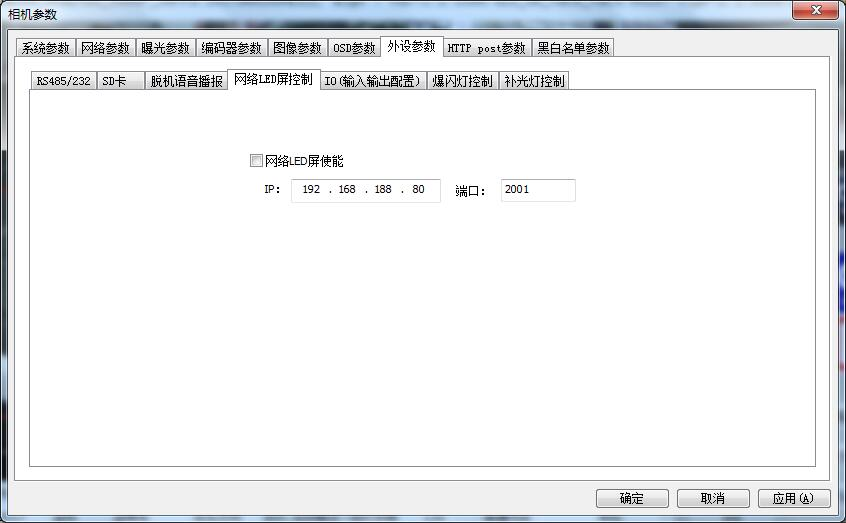 相机参数
系统参数 网络参数 曝光参数 编码器参数 图像参数 OSD参数 外设参数 HTTP post参数 黑白名单参数
RS485/232 SD卡 脱机语音播报 网络LED屏控制 IO(输入输出配置) 爆闪灯控制 补光灯控制
网络LED屏使能
IP: 192 . 168 . 188 . 80 端口: 2001
确定 取消 应用(A)